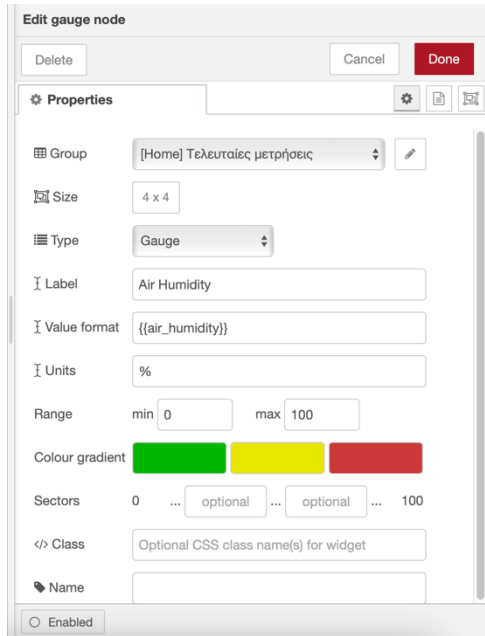 Edit gauge node
Delete Cancel Done
Properties
Group [Home] Τελευταίες μετρήσεις
Size 4 x 4
Type Gauge
Label Air Humidity
Value format {{air_humidity}}
Units %
Range min 0 max 100
Colour gradient
Sectors 0 ... optional ... optional ... 100
</> Class Optional CSS class name(s) for widget
Name
Enabled